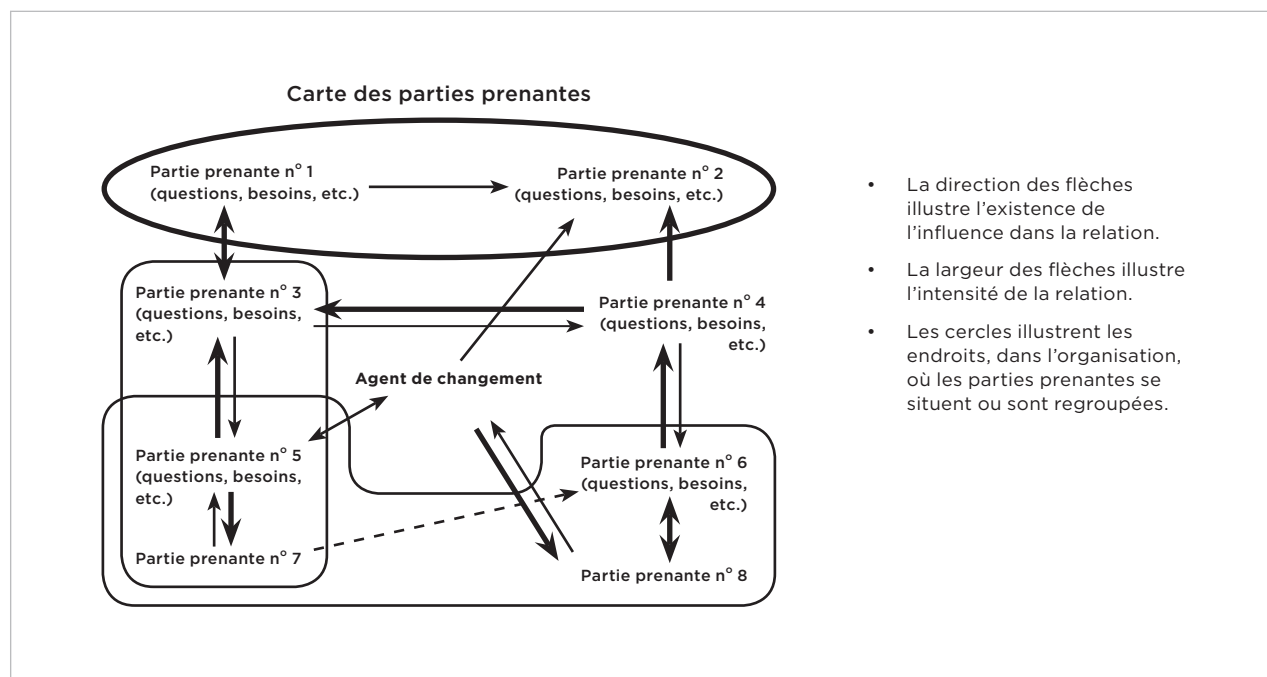 Carte des parties prenantes
Partie prenante n° 1
(questions, besoins, etc.)
Partie prenante n° 2
(questions, besoins, etc.)
Partie prenante n° 3
(questions, besoins,
etc.)
Partie prenante n° 4
(questions, besoins,
etc.)
Agent de changement
Partie prenante n° 5
(questions, besoins,
etc.)
Partie prenante n° 6
(questions, besoins,
etc.)
Partie prenante n° 7
Partie prenante n° 8
• La direction des flèches
illustre l'existence de
l'influence dans la relation.
• La largeur des flèches illustre
l'intensité de la relation.
• Les cercles illustrent les
endroits, dans l'organisation,
où les parties prenantes se
situent ou sont regroupées.